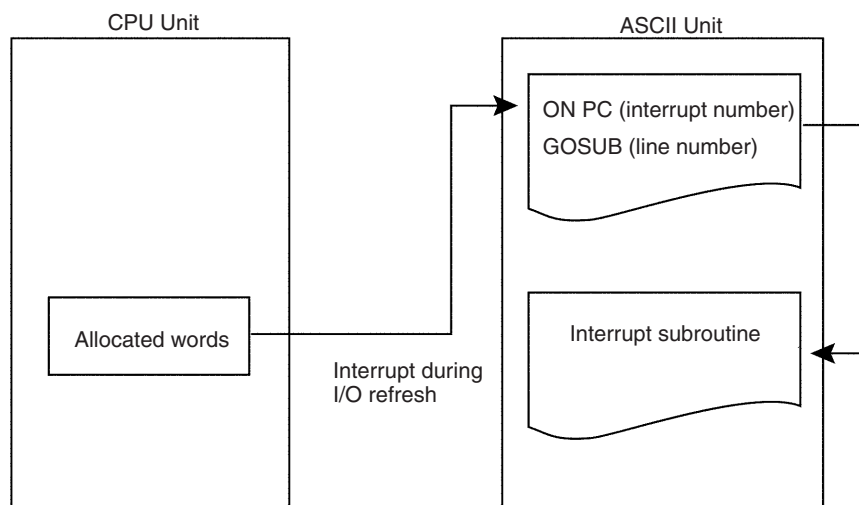 CPU Unit
ASCII Unit
ON PC (interrupt number)
GOSUB (line number)
Allocated words
Interrupt during
I/O refresh
Interrupt subroutine